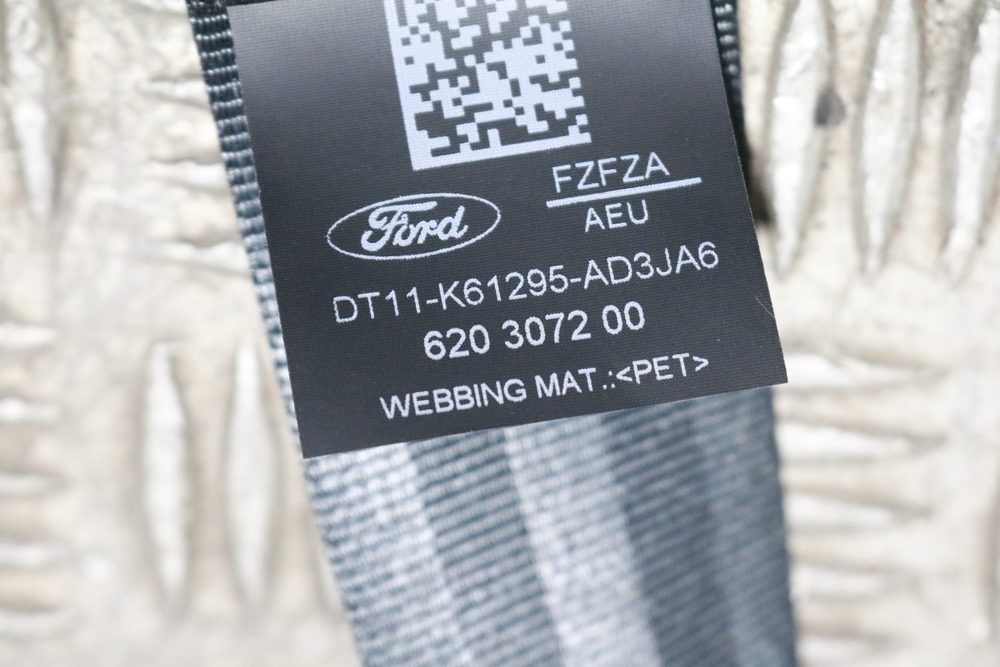 FZFZA
AEU
Ford
DT11-K61295-AD3JA6
620 3072 00
WEBBING MAT.:<PET>